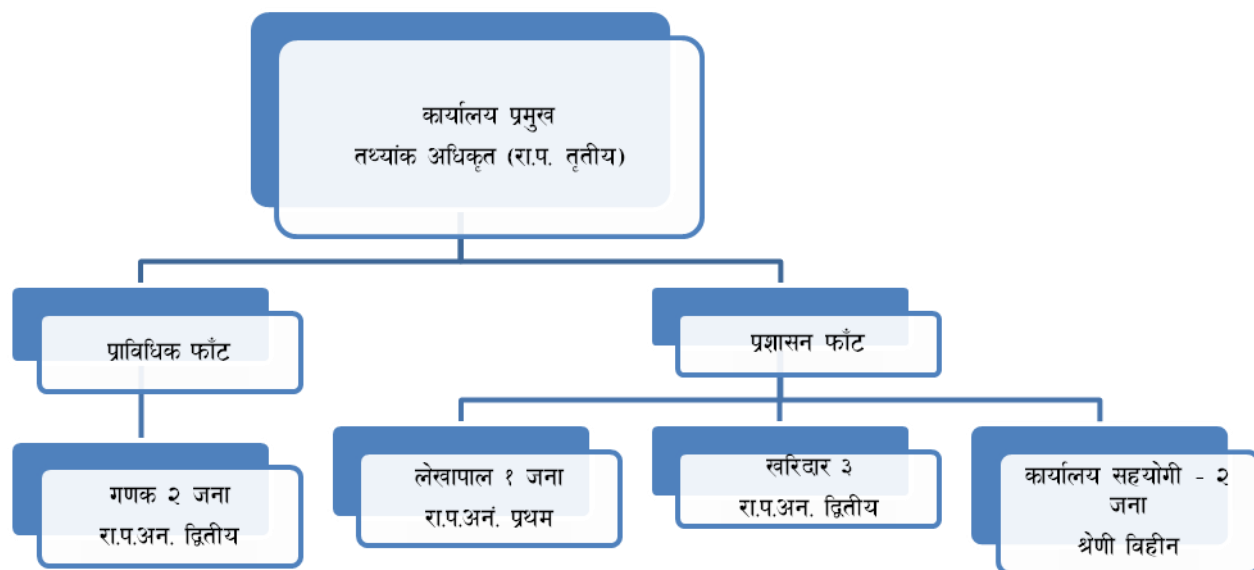 कार्यालय प्रमुख
तथ्यांक अधिकृत (रा.प. तृतीय)
प्राविधिक फाँट
प्रशासन फाँट
गणक २ जना
रा.प.अन. द्वितीय
लेखापाल १ जना
रा.प.अनं. प्रथम
खरिदार ३
रा.प.अन. द्वितीय
कार्यालय सहयोगी - २
जना
श्रेणी विहीन